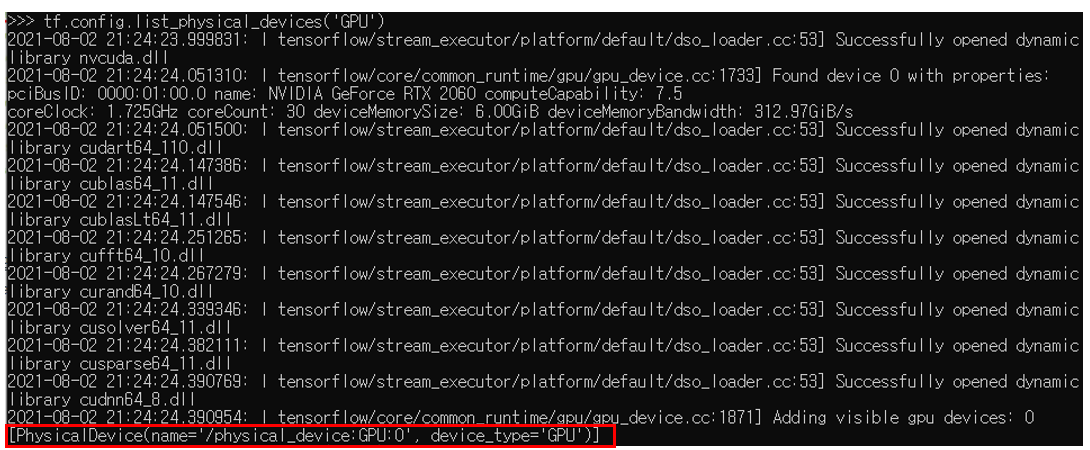 >>> tf.config.list_physical_devices('GPU')
2021-08-02 21:24:23.999831: I tensorflow/stream_executor/platform/default/dso_loader.cc:53] Successfully opened dynamic
library nvcuda.dll
2021-08-02 21:24:24.051310: I tensorflow/core/common_runtime/gpu/gpu_device.cc:1733] Found device 0 with properties:
pciBusID: 0000:01:00.0 name: NVIDIA GeForce RTX 2060 computeCapability: 7.5
coreClock: 1.725GHz coreCount: 30 deviceMemorySize: 6.00GiB deviceMemoryBandwidth: 312.97GiB/s
2021-08-02 21:24:24.051500: I tensorflow/stream_executor/platform/default/dso_loader.cc:53] Successfully opened dynamic
library cudart64_110.dll
2021-08-02 21:24:24.147386: I tensorflow/stream_executor/platform/default/dso_loader.cc:53] Successfully opened dynamic
library cublas64_11.dll
2021-08-02 21:24:24.147546: I tensorflow/stream_executor/platform/default/dso_loader.cc:53] Successfully opened dynamic
library cublasLt64_11.dll
2021-08-02 21:24:24.251265: I tensorflow/stream_executor/platform/default/dso_loader.cc:53] Successfully opened dynamic
library cufft64_10.dll
2021-08-02 21:24:24.267279: I tensorflow/stream_executor/platform/default/dso_loader.cc:53] Successfully opened dynamic
library curand64_10.dll
2021-08-02 21:24:24.339346: I tensorflow/stream_executor/platform/default/dso_loader.cc:53] Successfully opened dynamic
library cusolver64_11.dll
2021-08-02 21:24:24.382111: I tensorflow/stream_executor/platform/default/dso_loader.cc:53] Successfully opened dynamic
library cusparse64_11.dll
2021-08-02 21:24:24.390769: I tensorflow/stream_executor/platform/default/dso_loader.cc:53] Successfully opened dynamic
library cudnn64_8.dll
2021-08-02 21:24:24.390954: I tensorflow/core/common_runtime/gpu/gpu_device.cc:1871] Adding visible gpu devices: 0
[PhysicalDevice(name='/physical_device:GPU:0', device_type='GPU')]